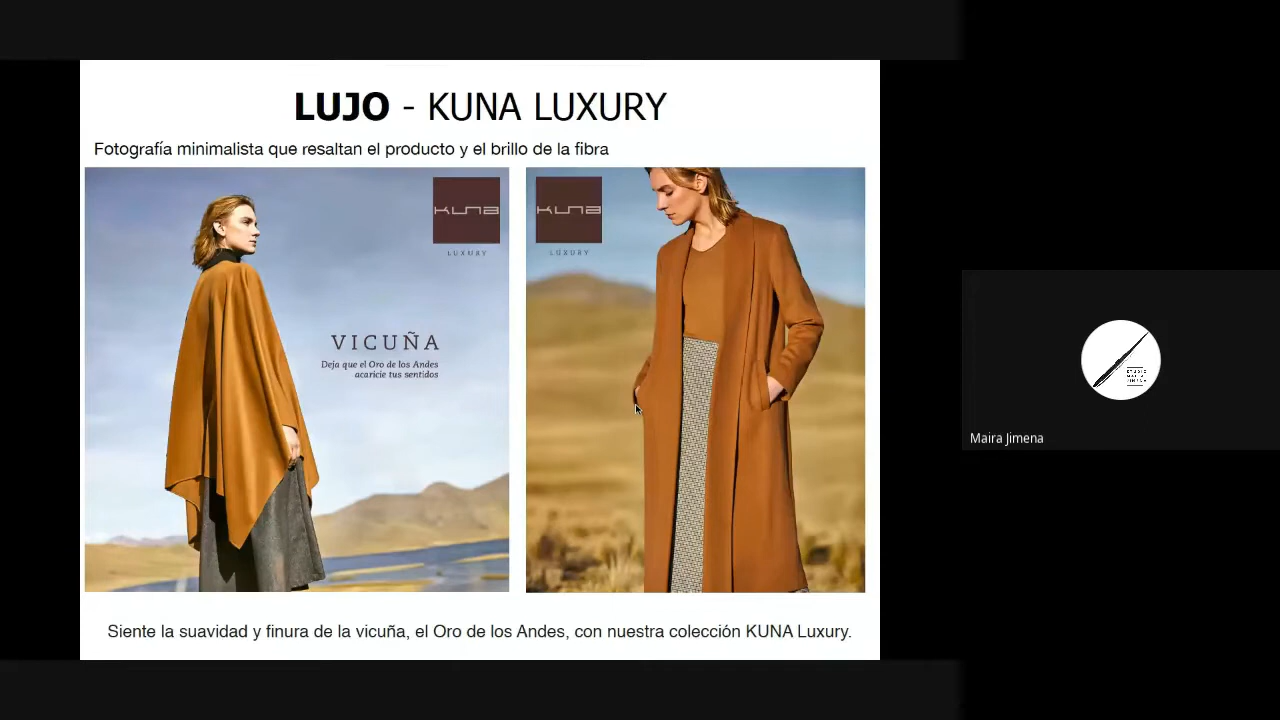 LUJO - KUNA LUXURY
Fotografía minimalista que resaltan el producto y el brillo de la fibra
KUNA
LUXURY
VICUÑA
Deja que el Oro de los Andes
acaricie tus sentidos
KUNA
LUXURY
Siente la suavidad y finura de la vicuña, el Oro de los Andes, con nuestra colección KUNA Luxury.
Maira Jimena